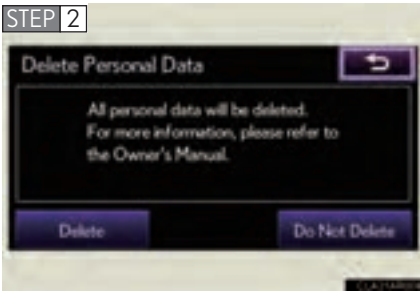 STEP 2
Delete Personal Data
All personal data will be deleted.
For more information, please refer to
the Owner's Manual.
Delete
Do Not Delete